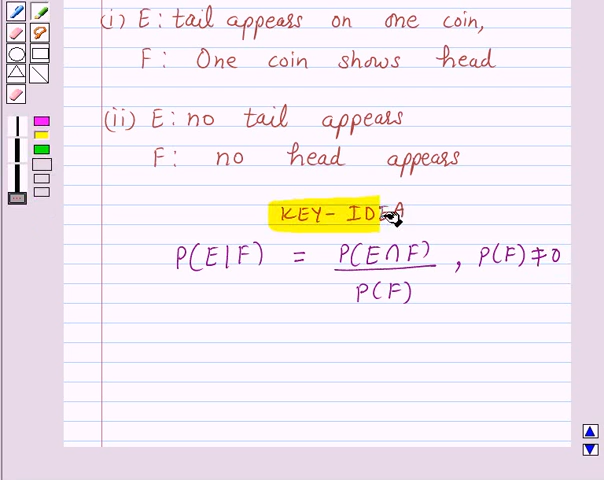 (i) E: tail appears on one coin,
F: One coin shows head
(ii) E: no tail appears
F: no head appears
KEY-IDEA
P(E|F) = P(E∩F) / P(F) , P(F) ≠ 0